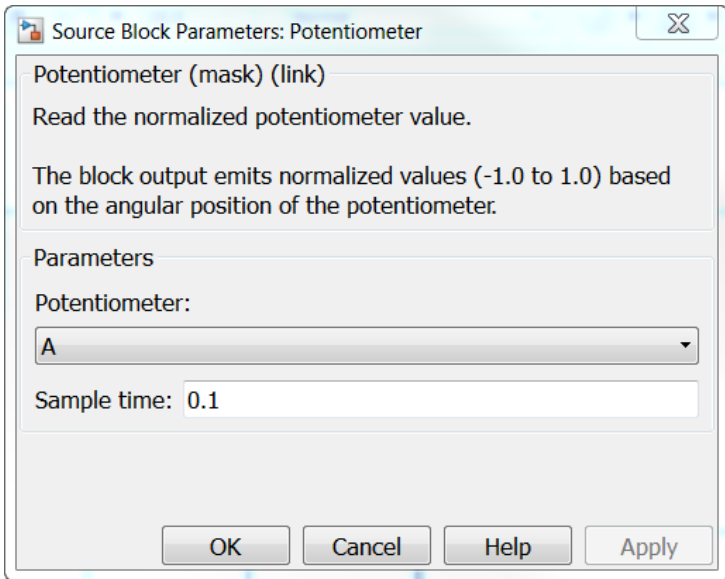 Source Block Parameters: Potentiometer
Potentiometer (mask) (link)
Read the normalized potentiometer value.
The block output emits normalized values (-1.0 to 1.0) based
on the angular position of the potentiometer.
Parameters
Potentiometer:
A
Sample time: 0.1
OK Cancel Help Apply